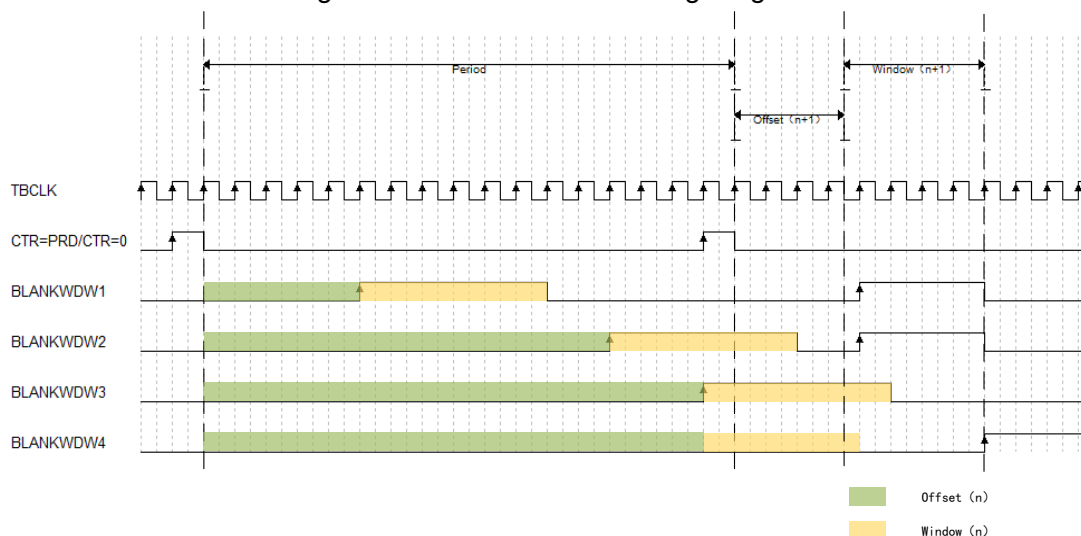 Period
Window（n+1）
Offset（n+1）
TBCLK
CTR=PRD/CTR=0
BLANKWDW1
BLANKWDW2
BLANKWDW3
BLANKWDW4
Offset（n）
Window（n）